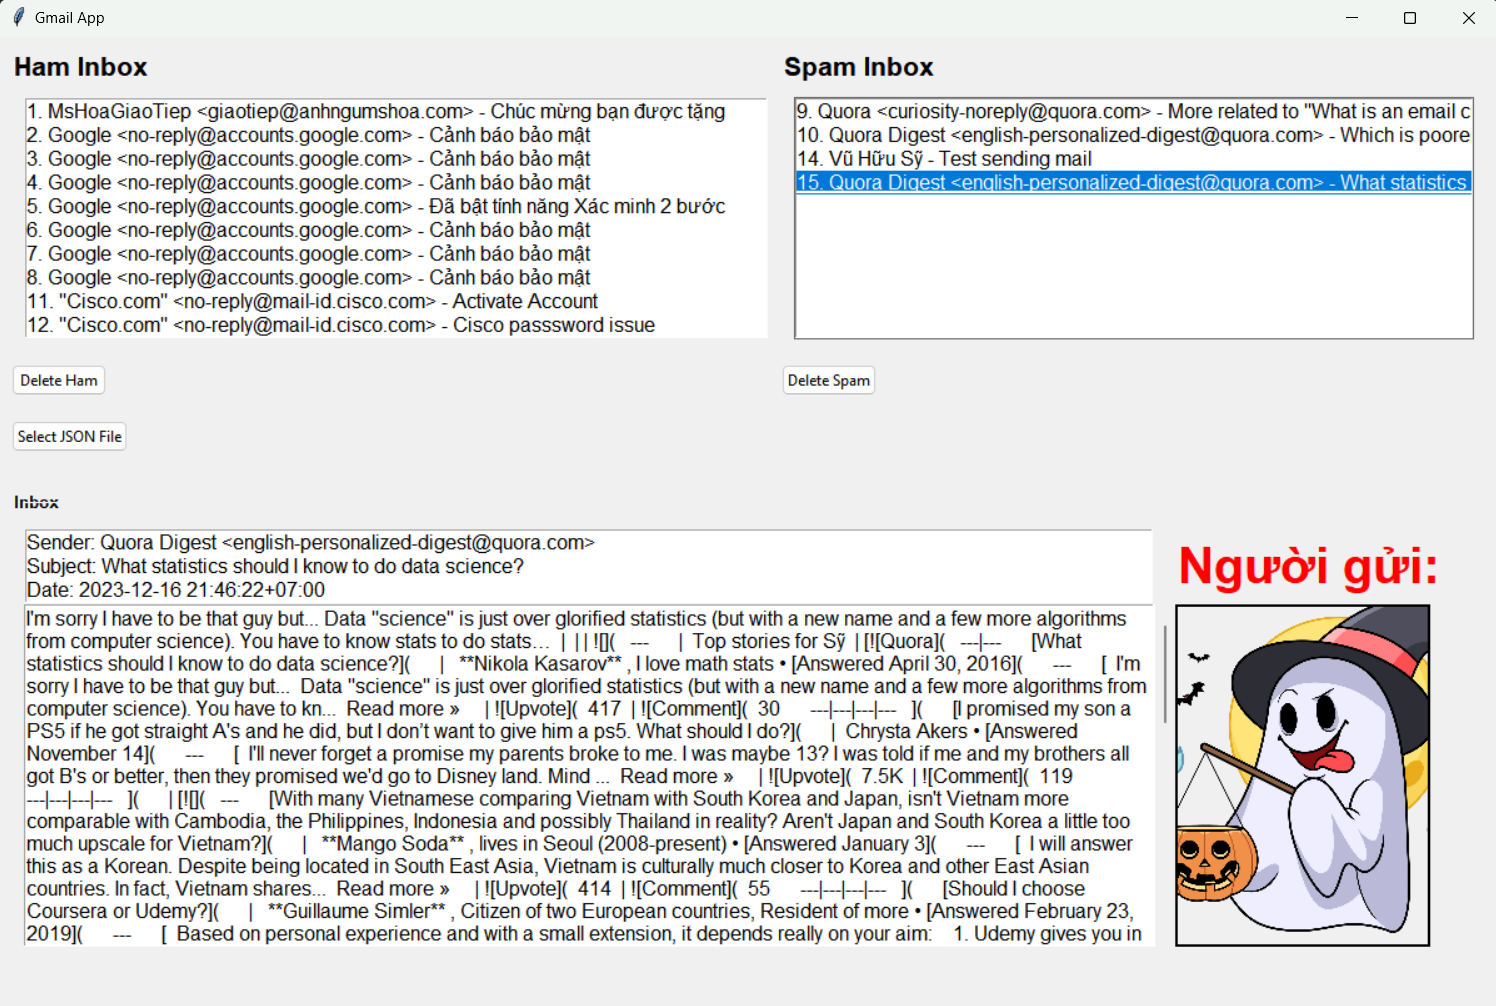 Gmail App
Ham Inbox
1. MsHoaGiaoTiep <giaotiep@anhngumshoa.com> - Chúc mừng bạn được tặng
2. Google <no-reply@accounts.google.com> - Cảnh báo bảo mật
3. Google <no-reply@accounts.google.com> - Cảnh báo bảo mật
4. Google <no-reply@accounts.google.com> - Cảnh báo bảo mật
5. Google <no-reply@accounts.google.com> - Đã bật tính năng Xác minh 2 bước
6. Google <no-reply@accounts.google.com> - Cảnh báo bảo mật
7. Google <no-reply@accounts.google.com> - Cảnh báo bảo mật
8. Google <no-reply@accounts.google.com> - Cảnh báo bảo mật
11. "Cisco.com" <no-reply@mail-id.cisco.com> - Activate Account
12. "Cisco.com" <no-reply@mail-id.cisco.com> - Cisco passsword issue
Delete Ham
Select JSON File
Spam Inbox
9. Quora <curiosity-noreply@quora.com> - More related to "What is an email c
10. Quora Digest <english-personalized-digest@quora.com> - Which is poore
14. Vũ Hữu Sỹ - Test sending mail
15. Quora Digest <english-personalized-digest@quora.com> - What statistics
Delete Spam
Inbox
Sender: Quora Digest <english-personalized-digest@quora.com>
Subject: What statistics should I know to do data science?
Date: 2023-12-16 21:46:22+07:00
I'm sorry I have to be that guy but... Data "science" is just over glorified statistics (but with a new name and a few more algorithms
from computer science). You have to know stats to do stats… | | | ![]( --- | Top stories for Sỹ | [![Quora]( ---|--- [What
statistics should I know to do data science?]( | **Nikola Kasarov** , I love math stats • [Answered April 30, 2016]( --- [ I'm
sorry I have to be that guy but... Data "science" is just over glorified statistics (but with a new name and a few more algorithms from
computer science). You have to kn... Read more » | ![Upvote]( 417 | ![Comment]( 30 ---|---|---|--- ]( [I promised my son a
PS5 if he got straight A's and he did, but I don’t want to give him a ps5. What should I do?]( | Chrysta Akers • [Answered
November 14]( --- [ I'll never forget a promise my parents broke to me. I was maybe 13? I was told if me and my brothers all
got B's or better, then they promised we'd go to Disney land. Mind ... Read more » | ![Upvote]( 7.5K | ![Comment]( 119
---|---|---|--- ]( | [![]( --- [With many Vietnamese comparing Vietnam with South Korea and Japan, isn't Vietnam more
comparable with Cambodia, the Philippines, Indonesia and possibly Thailand in reality? Aren't Japan and South Korea a little too
much upscale for Vietnam?]( | **Mango Soda** , lives in Seoul (2008-present) • [Answered January 3]( --- [ I will answer
this as a Korean. Despite being located in South East Asia, Vietnam is culturally much closer to Korea and other East Asian
countries. In fact, Vietnam shares... Read more » | ![Upvote]( 414 | ![Comment]( 55 ---|---|---|--- ]( [Should I choose
Coursera or Udemy?]( | **Guillaume Simler** , Citizen of two European countries, Resident of more • [Answered February 23,
2019]( --- [ Based on personal experience and with a small extension, it depends really on your aim: 1. Udemy gives you in
Người gửi: